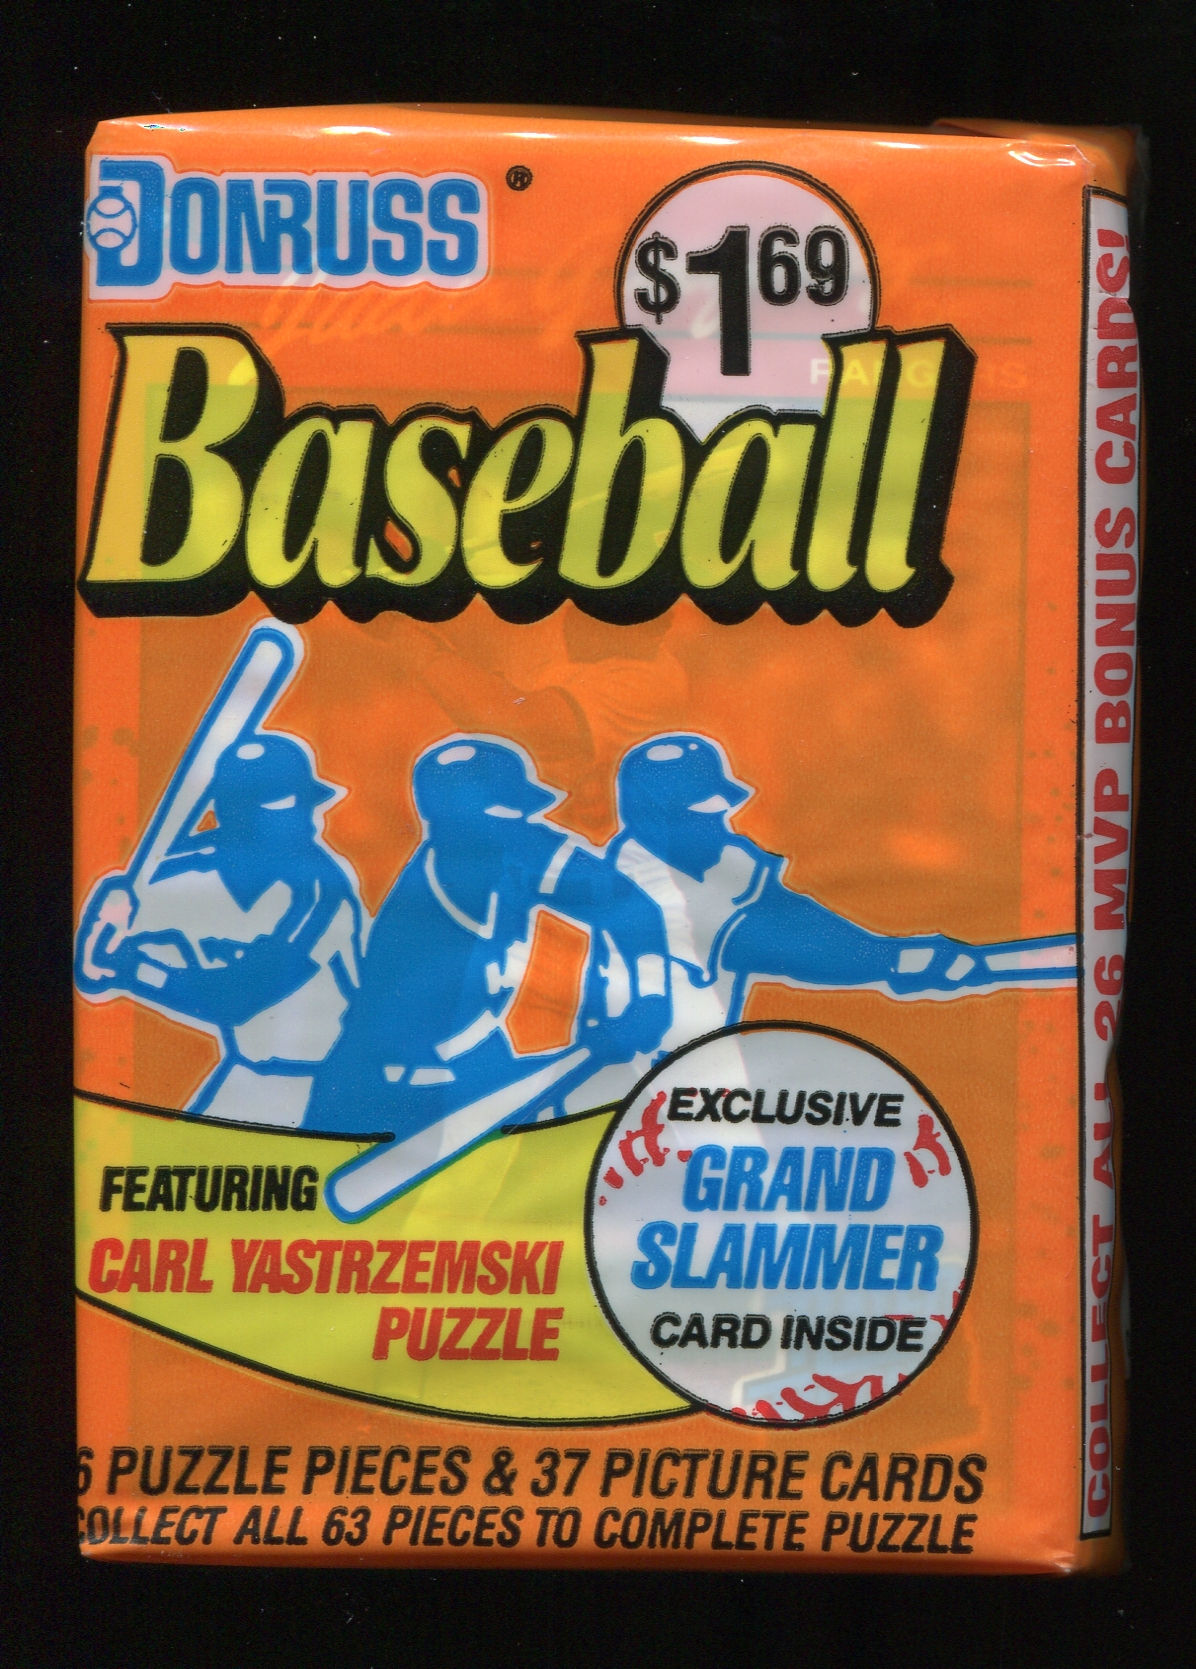 DONRUSS®
$1.69
Baseball
EXCLUSIVE
GRAND
SLAMMER
CARD INSIDE
FEATURING
CARL YASTRZEMSKI
PUZZLE
6 PUZZLE PIECES & 37 PICTURE CARDS
COLLECT ALL 63 PIECES TO COMPLETE PUZZLE
COLLECT ALL 26 MVP BONUS CARDS!
RANGERS